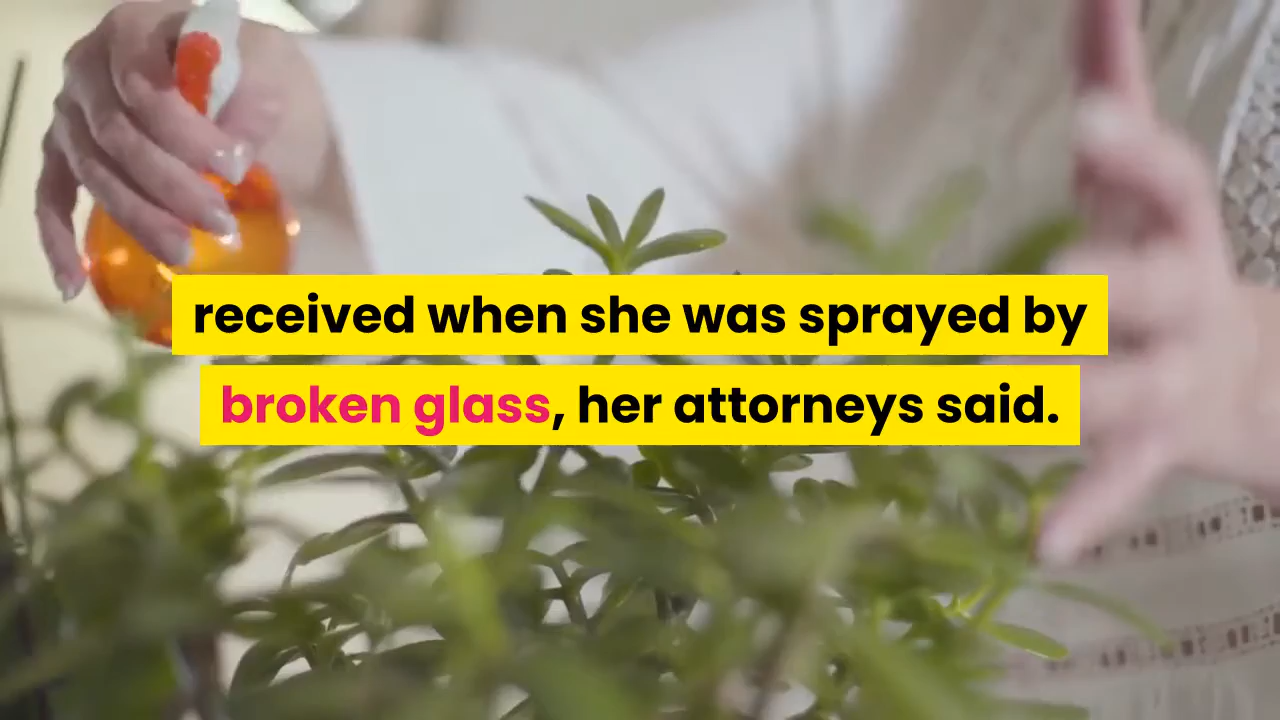 received when she was sprayed by
broken glass, her attorneys said.